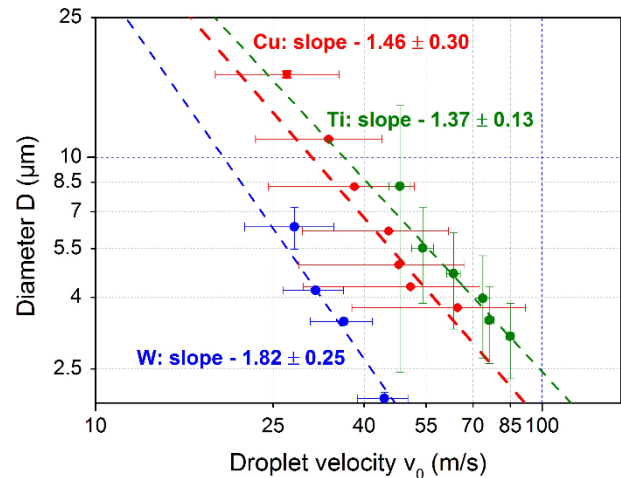 25
Cu: slope - 1.46 ± 0.30
Ti: slope - 1.37 ± 0.13
10
8.5
7
5.5
4
W: slope - 1.82 ± 0.25
2.5
10 25 40 55 70 85 100
Diameter D (μm)
Droplet velocity v₀ (m/s)